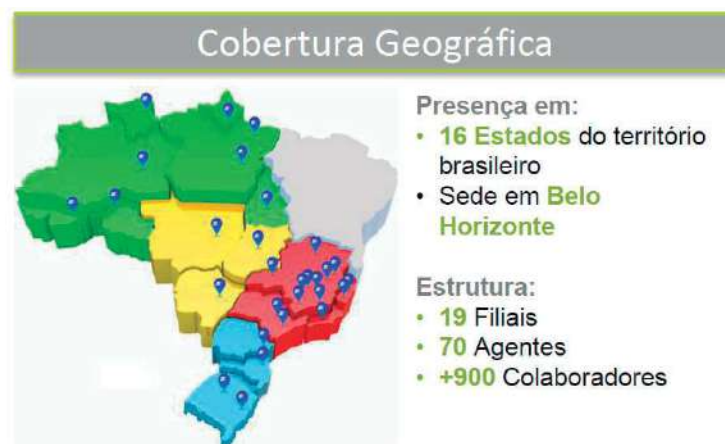 Cobertura Geográfica
Presença em:
• 16 Estados do território
brasileiro
• Sede em Belo
Horizonte
Estrutura:
• 19 Filiais
• 70 Agentes
• +900 Colaboradores